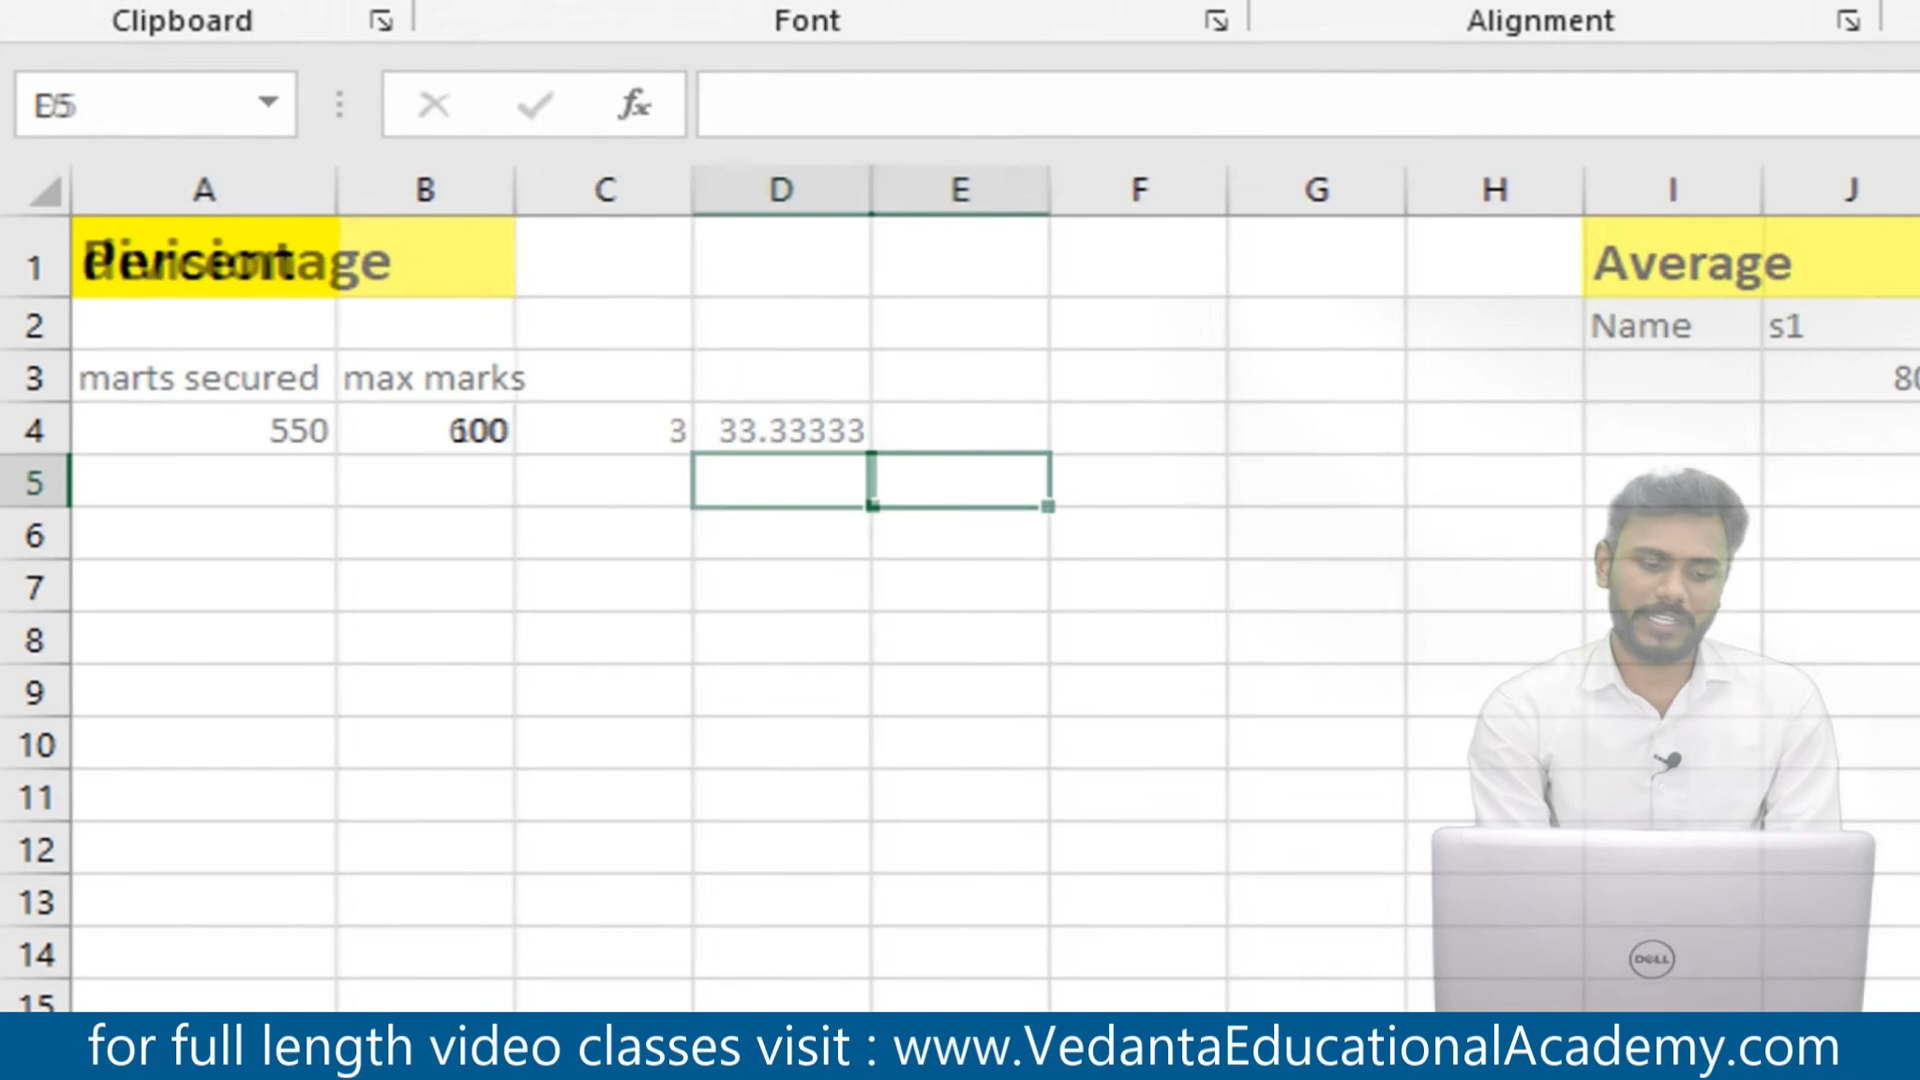 Clipboard Font Alignment
fx
A B C D E F G H I J
1 Average
2 Name s1
3 marts secured max marks
4 550 3 33.33333
5
6
7
8
9
10
11
12
13
14
15
DELL
for full length video classes visit : www.VedantaEducationalAcademy.com